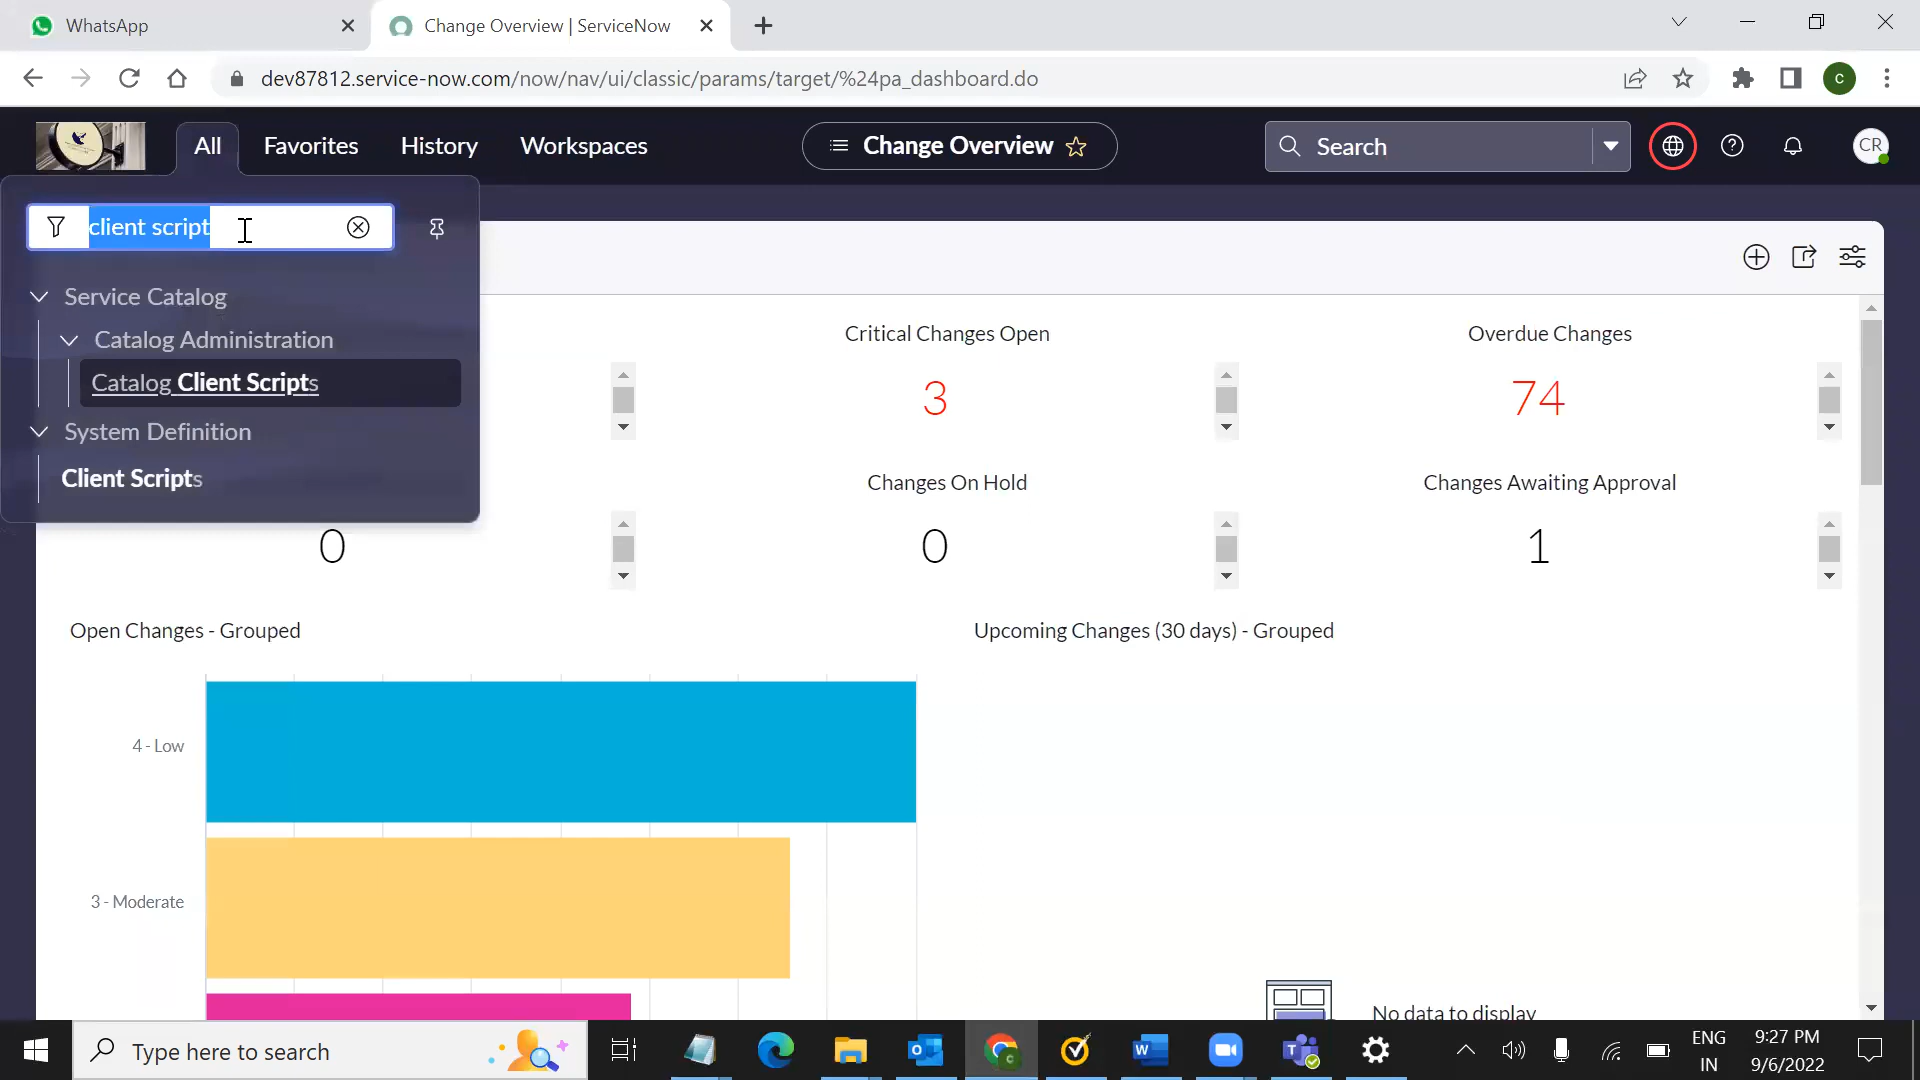 WhatsApp
Change Overview | ServiceNow
dev87812.service-now.com/now/nav/ui/classic/params/target/%24pa_dashboard.do
c
All
Favorites
History
Workspaces
Change Overview
Search
CR
client script
Service Catalog
Catalog Administration
Catalog Client Scripts
System Definition
Client Scripts
Critical Changes Open
Overdue Changes
3
74
Changes On Hold
Changes Awaiting Approval
0
0
1
Open Changes - Grouped
Upcoming Changes (30 days) - Grouped
4 - Low
3 - Moderate
No data to display
Type here to search
ENG
IN
9:27 PM
9/6/2022